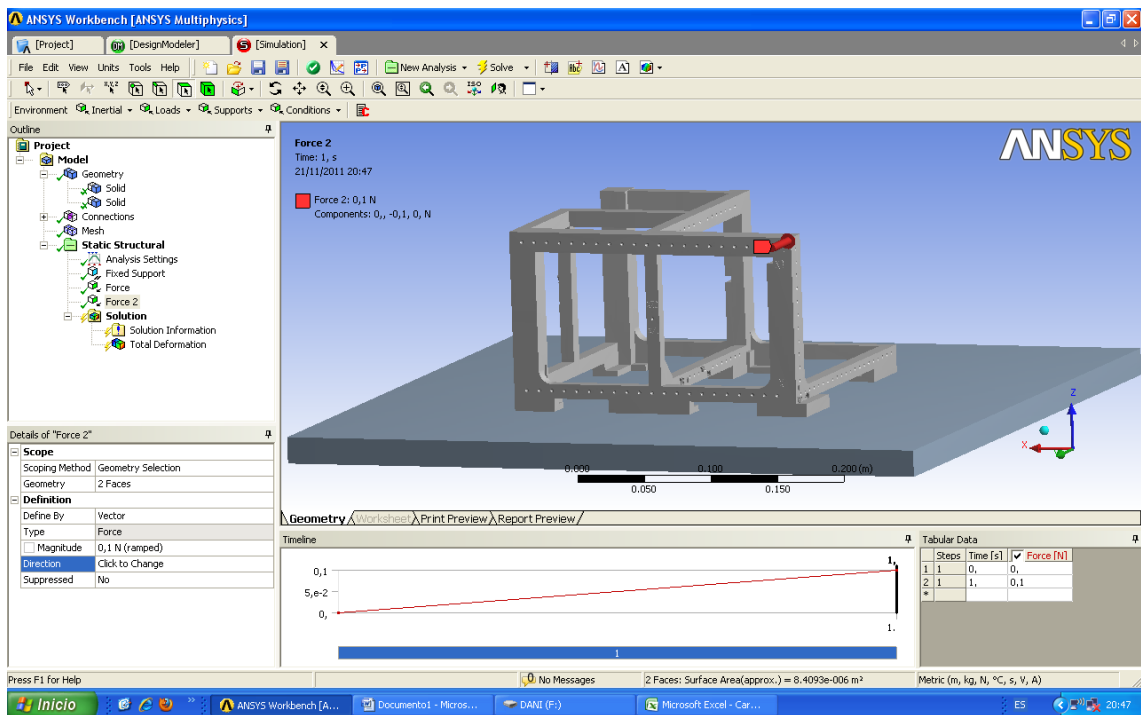 ANSYS Workbench [ANSYS Multiphysics]
[Project] [DesignModeler] [Simulation]
File Edit View Units Tools Help New Analysis Solve
Environment Inertial Loads Supports Conditions
Outline
Project
Model
Geometry
Solid
Solid
Connections
Mesh
Static Structural
Analysis Settings
Fixed Support
Force
Force 2
Solution
Solution Information
Total Deformation
Force 2
Time: 1, s
21/11/2011 20:47
Force 2: 0,1 N
Components: 0,, -0,1, 0, N
ANSYS
Z
X
0.000 0.100 0.200 (m)
0.050 0.150
Details of "Force 2"
Scope
Scoping Method Geometry Selection
Geometry 2 Faces
Definition
Define By Vector
Type Force
Magnitude 0,1 N (ramped)
Direction Click to Change
Suppressed No
Geometry Worksheet Print Preview Report Preview
Timeline
1,
0,1
5,e-2
0,
1.
1
Tabular Data
Steps Time [s] Force [N]
1 1 0, 0,
2 1 1, 0,1
*
Press F1 for Help No Messages 2 Faces: Surface Area(approx.) = 8.4093e-006 m² Metric (m, kg, N, °C, s, V, A)
Inicio ANSYS Workbench [A... Documento1 - Micros... DANI (F:) Microsoft Excel - Car... ES 20:47